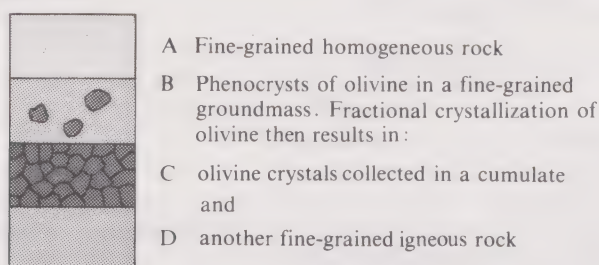 A Fine-grained homogeneous rock
B Phenocrysts of olivine in a fine-grained
groundmass. Fractional crystallization of
olivine then results in:
C olivine crystals collected in a cumulate
and
D another fine-grained igneous rock